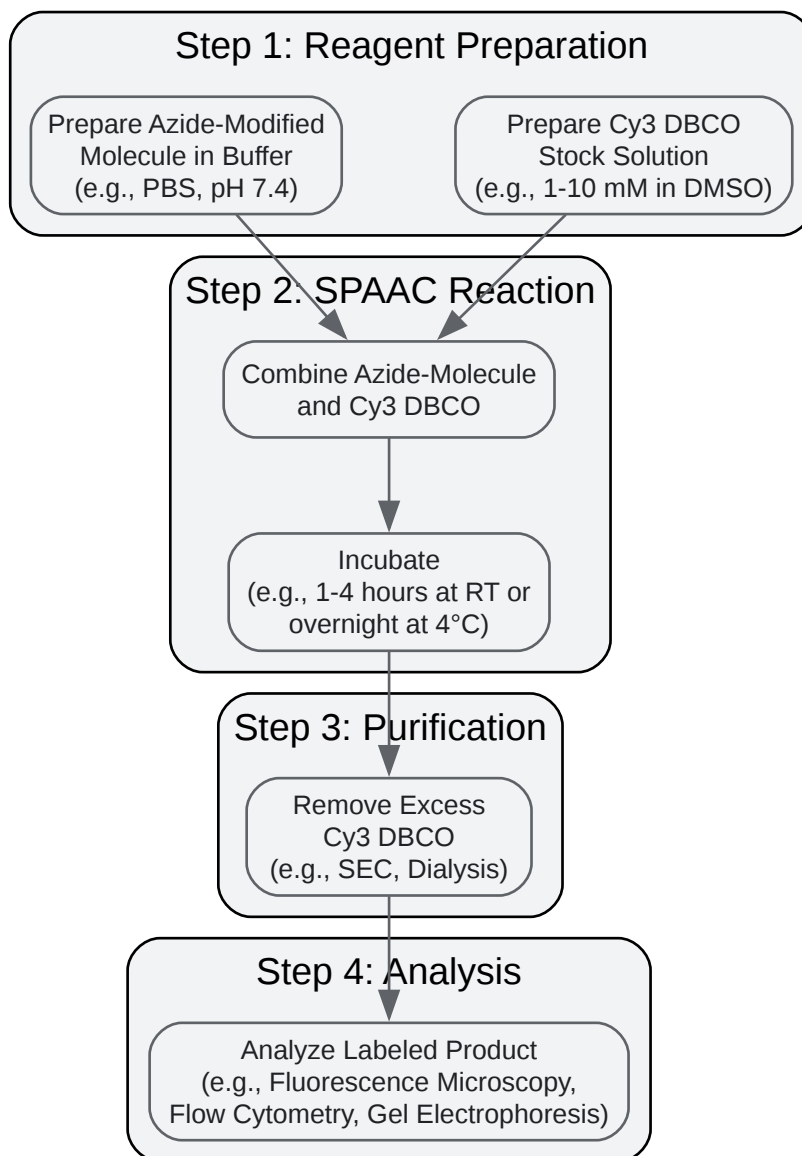 Step 1: Reagent Preparation
Prepare Azide-Modified
Molecule in Buffer
(e.g., PBS, pH 7.4)
Prepare Cy3 DBCO
Stock Solution
(e.g., 1-10 mM in DMSO)
Step 2: SPAAC Reaction
Combine Azide-Molecule
and Cy3 DBCO
Incubate
(e.g., 1-4 hours at RT or
overnight at 4°C)
Step 3: Purification
Remove Excess
Cy3 DBCO
(e.g., SEC, Dialysis)
Step 4: Analysis
Analyze Labeled Product
(e.g., Fluorescence Microscopy,
Flow Cytometry, Gel Electrophoresis)